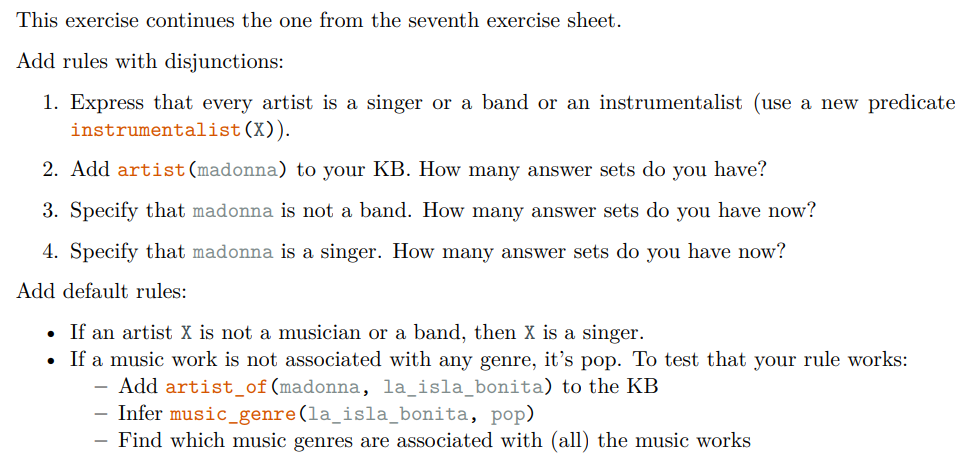 This exercise continues the one from the seventh exercise sheet.
Add rules with disjunctions:
1. Express that every artist is a singer or a band or an instrumentalist (use a new predicate
instrumentalist(X)).
2. Add artist(madonna) to your KB. How many answer sets do you have?
3. Specify that madonna is not a band. How many answer sets do you have now?
4. Specify that madonna is a singer. How many answer sets do you have now?
Add default rules:
• If an artist X is not a musician or a band, then X is a singer.
• If a music work is not associated with any genre, it's pop. To test that your rule works:
– Add artist_of(madonna, la_isla_bonita) to the KB
– Infer music_genre(la_isla_bonita, pop)
– Find which music genres are associated with (all) the music works